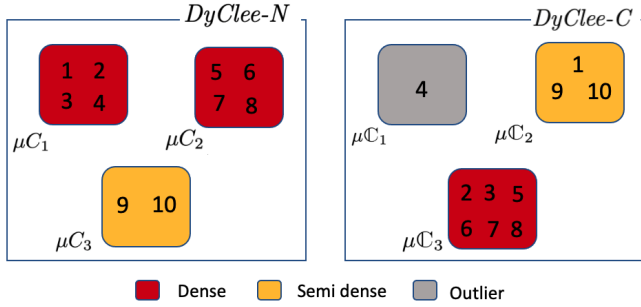 DyClee-N
1 2
3 4
μC₁
5 6
7 8
μC₂
9 10
μC₃
DyClee-C
4
μℂ₁
1
9 10
μℂ₂
2 3 5
6 7 8
μℂ₃
Dense
Semi dense
Outlier